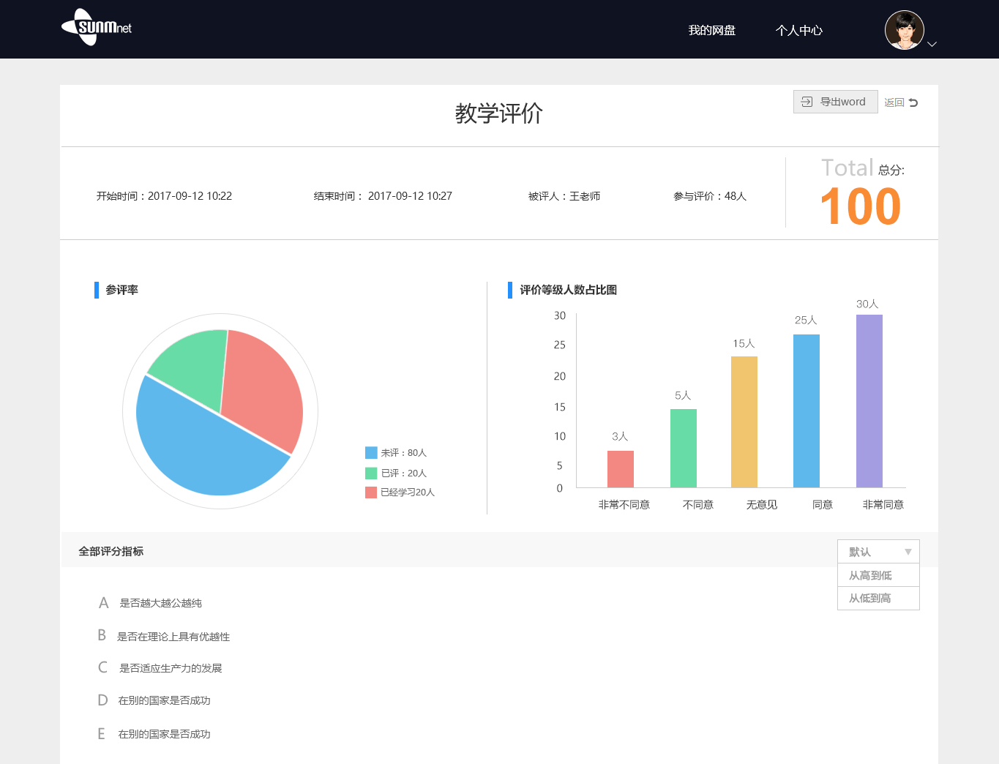 sunmnet
我的网盘 个人中心
教学评价
导出word 返回
开始时间：2017-09-12 10:22 结束时间： 2017-09-12 10:27 被评人：王老师 参与评价：48人
Total 总分:
100
参评率
未评：80人
已评：20人
已经学习20人
评价等级人数占比图
30
25
20
15
10
5
0
3人
5人
15人
25人
30人
非常不同意 不同意 无意见 同意 非常同意
全部评分指标
默认
从高到低
从低到高
A 是否越大越公越纯
B 是否在理论上具有优越性
C 是否适应生产力的发展
D 在别的国家是否成功
E 在别的国家是否成功